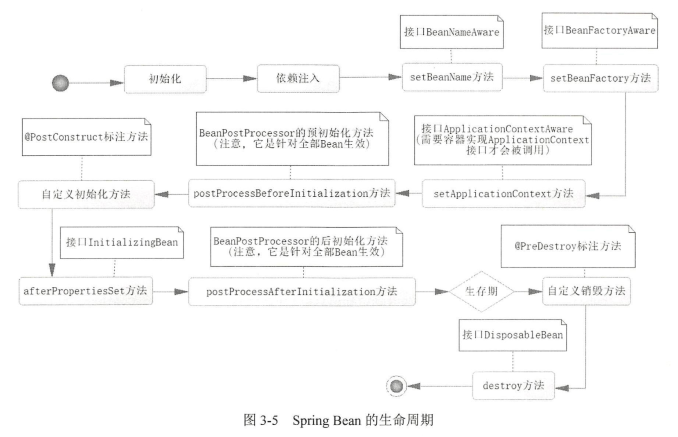 接口BeanNameAware
接口BeanFactoryAware
初始化
依赖注入
setBeanName方法
setBeanFactory方法
@PostConstruct标注方法
BeanPostProcessor的预初始化方法
(注意，它是针对全部Bean生效)
接口ApplicationContextAware
(需要容器实现ApplicationContext
接口才会被调用)
自定义初始化方法
postProcessBeforeInitialization方法
setApplicationContext方法
接口InitializingBean
BeanPostProcessor的后初始化方法
(注意，它是针对全部Bean生效)
@PreDestroy标注方法
afterPropertiesSet方法
postProcessAfterInitialization方法
生存期
自定义销毁方法
接口DisposableBean
destroy方法
图 3-5 Spring Bean 的生命周期